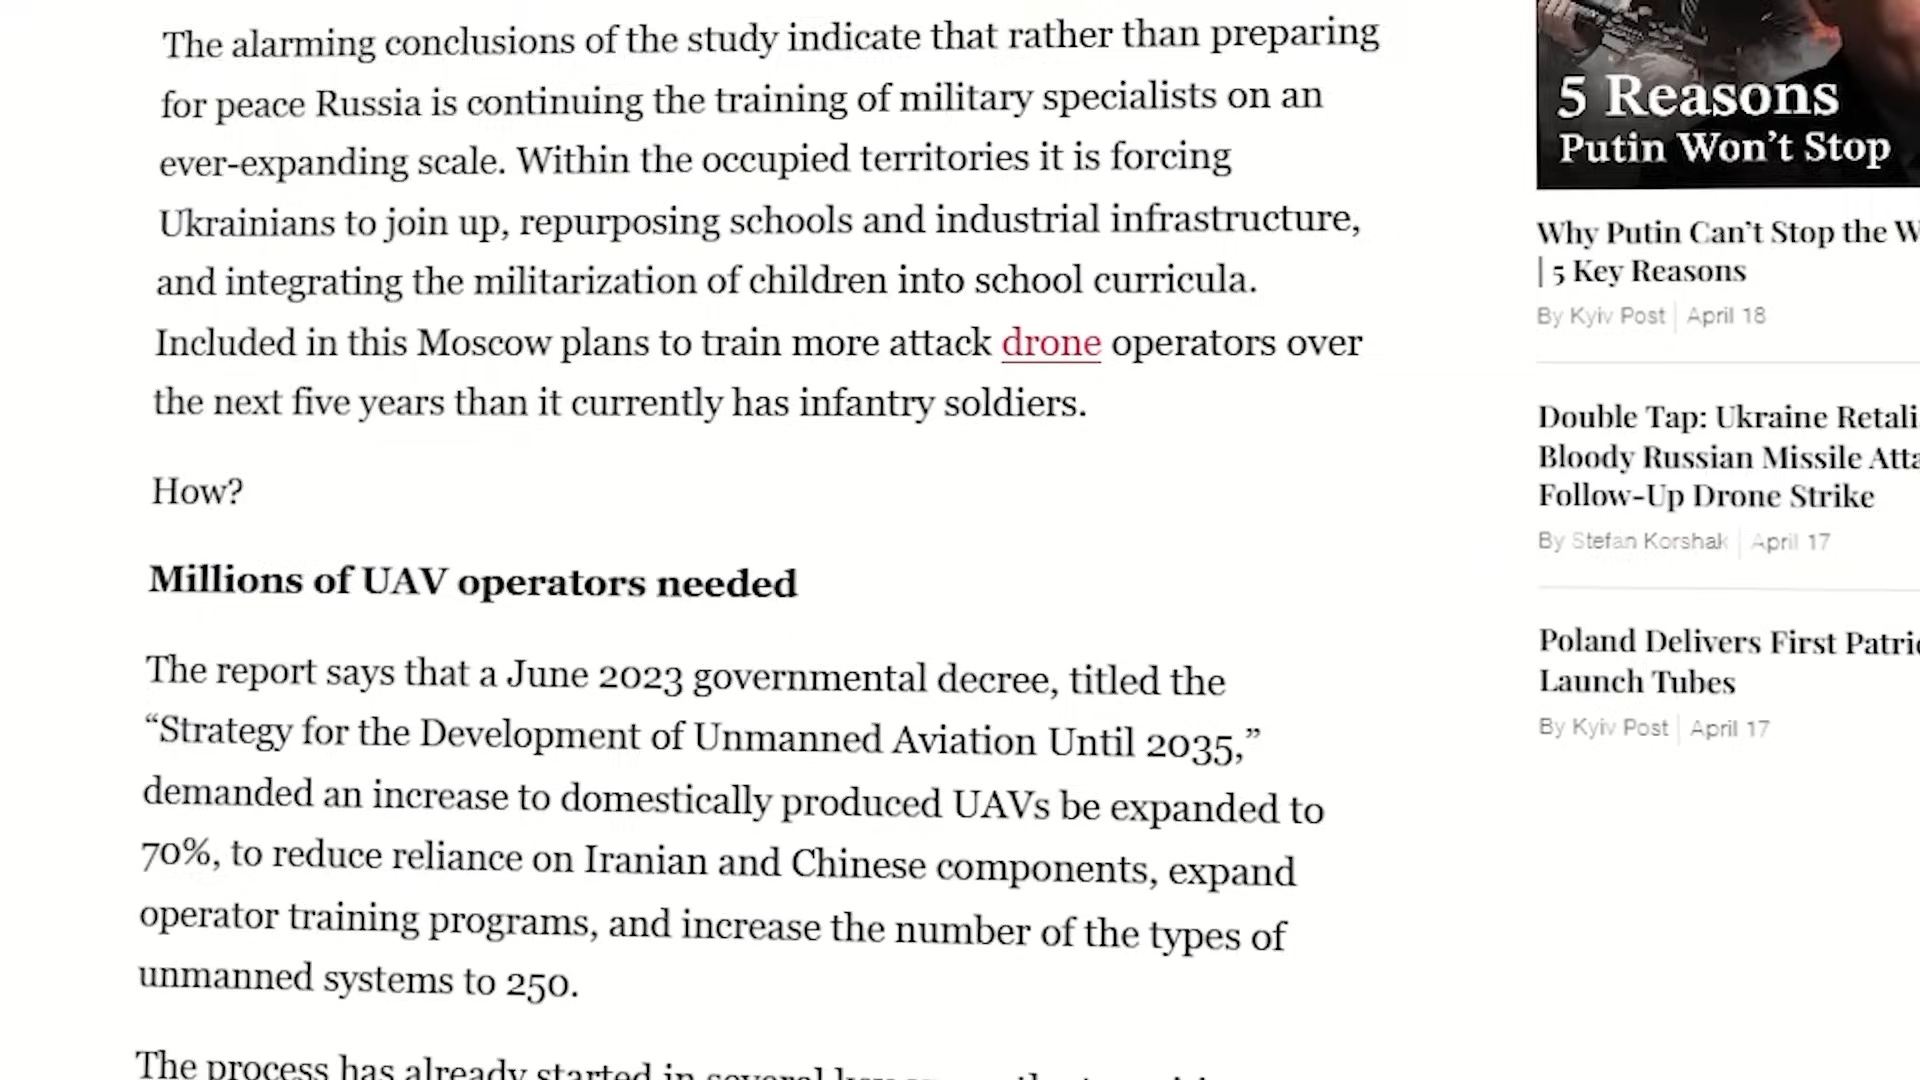 The alarming conclusions of the study indicate that rather than preparing
for peace Russia is continuing the training of military specialists on an
ever-expanding scale. Within the occupied territories it is forcing
Ukrainians to join up, repurposing schools and industrial infrastructure,
and integrating the militarization of children into school curricula.
Included in this Moscow plans to train more attack drone operators over
the next five years than it currently has infantry soldiers.
How?
Millions of UAV operators needed
The report says that a June 2023 governmental decree, titled the
“Strategy for the Development of Unmanned Aviation Until 2035,”
demanded an increase to domestically produced UAVs be expanded to
70%, to reduce reliance on Iranian and Chinese components, expand
operator training programs, and increase the number of the types of
unmanned systems to 250.
The process has already started in several
5 Reasons
Putin Won’t Stop
Why Putin Can’t Stop the
| 5 Key Reasons
By Kyiv Post | April 18
Double Tap: Ukraine
Bloody Russian Missile
Follow-Up Drone Strike
By Stefan Korshak | April 17
Poland Delivers First
Launch Tubes
By Kyiv Post | April 17